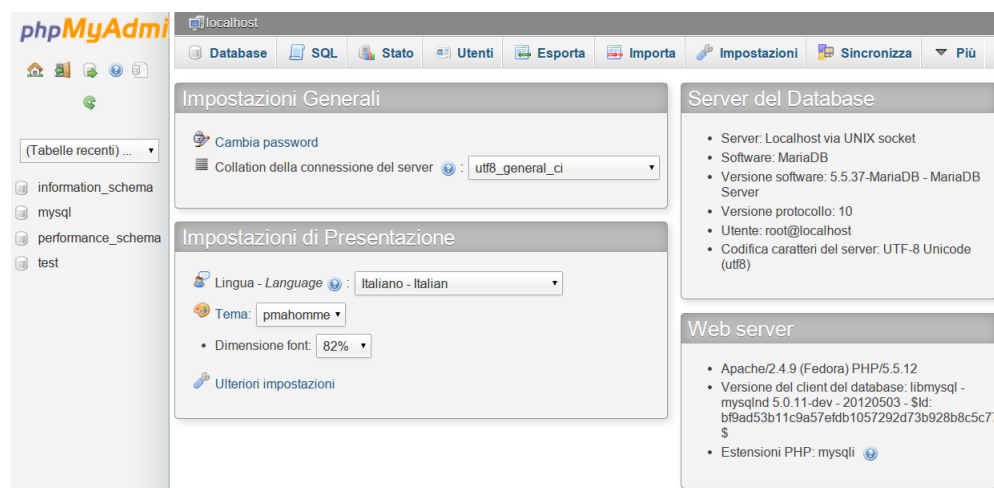 phpMyAdmi
(Tabelle recenti) ...
information_schema
mysql
performance_schema
test
localhost
Database SQL Stato Utenti Esporta Importa Impostazioni Sincronizza Più
Impostazioni Generali
Cambia password
Collation della connessione del server : utf8_general_ci
Impostazioni di Presentazione
Lingua - Language : Italiano - Italian
Tema: pmahomme
• Dimensione font: 82%
Ulteriori impostazioni
Server del Database
• Server: Localhost via UNIX socket
• Software: MariaDB
• Versione software: 5.5.37-MariaDB - MariaDB
Server
• Versione protocollo: 10
• Utente: root@localhost
• Codifica caratteri del server: UTF-8 Unicode
(utf8)
Web server
• Apache/2.4.9 (Fedora) PHP/5.5.12
• Versione del client del database: libmysql -
mysqlnd 5.0.11-dev - 20120503 - $Id:
bf9ad53b11c9a57efdb1057292d73b928b8c5c77
$
• Estensioni PHP: mysqli